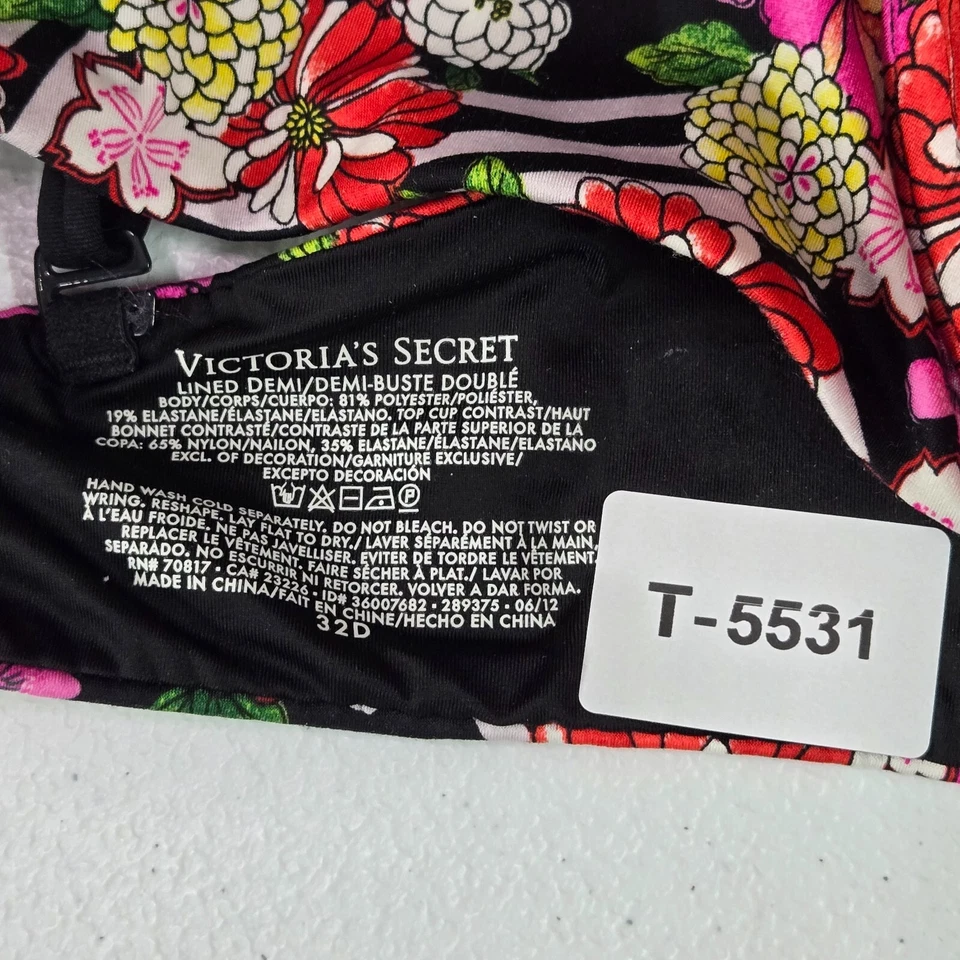 VICTORIA'S SECRET
LINED DEMI/DEMI-BUSTE DOUBLÉ
BODY/CORPS/CUERPO: 81% POLYESTER/POLIÉSTER,
19% ELASTANE/ÉLASTANE/ELASTANO. TOP CUP CONTRAST/HAUT
BONNET CONTRASTÉ/CONTRASTE DE LA PARTE SUPERIOR DE LA
COPA: 65% NYLON/NAILON, 35% ELASTANE/ÉLASTANE/ELASTANO
EXCL. OF DECORATION/GARNITURE EXCLUSIVE/
EXCEPTO DECORACIÓN
HAND WASH COLD SEPARATELY. DO NOT BLEACH. DO NOT TWIST OR
WRING. RESHAPE, LAY FLAT TO DRY./ LAVER SÉPARÉMENT À LA MAIN,
À L'EAU FROIDE. NE PAS JAVELLISER. EVITER DE TORDRE LE VÊTEMENT.
REPLACER LE VÊTEMENT, FAIRE SÉCHER À PLAT./ LAVAR POR
SEPARADO. NO ESCURRIR NI RETORCER. VOLVER A DAR FORMA.
RN# 70817 · CA# 23226 · ID# 36007682 · 289375 · 06/12
MADE IN CHINA/FAIT EN CHINE/HECHO EN CHINA
32D
T-5531